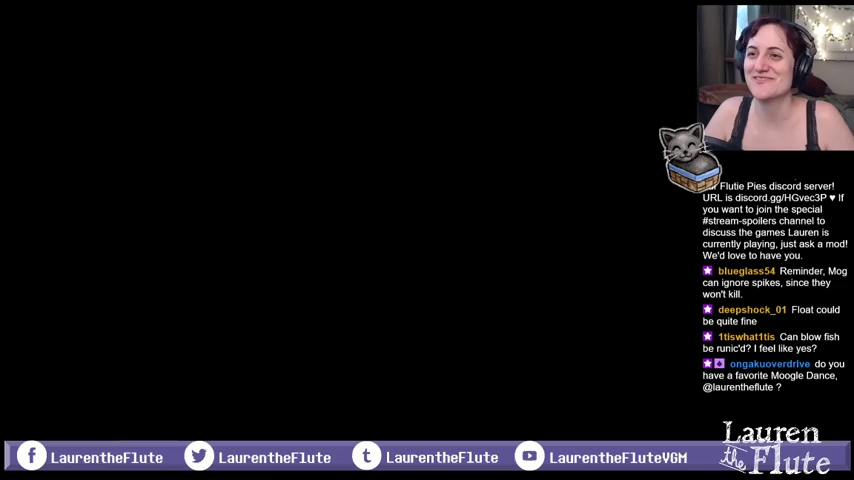 Flutie Pies discord server!
URL is discord.gg/HGvec3P ♥ If
you want to join the special
#stream-spoilers channel to
discuss the games Lauren is
currently playing, just ask a mod!
We'd love to have you.
blueglass54 Reminder, Mog
can ignore spikes, since they
won't kill.
deepshock_01 Float could
be quite fine
1tiswhat1tis Can blow fish
be runic'd? I feel like yes?
ongakuoverdrive do you
have a favorite Moogle Dance,
@laurentheflute ?
LaurentheFlute
LaurentheFlute
LaurentheFlute
LaurentheFluteVGM
Lauren
the Flute